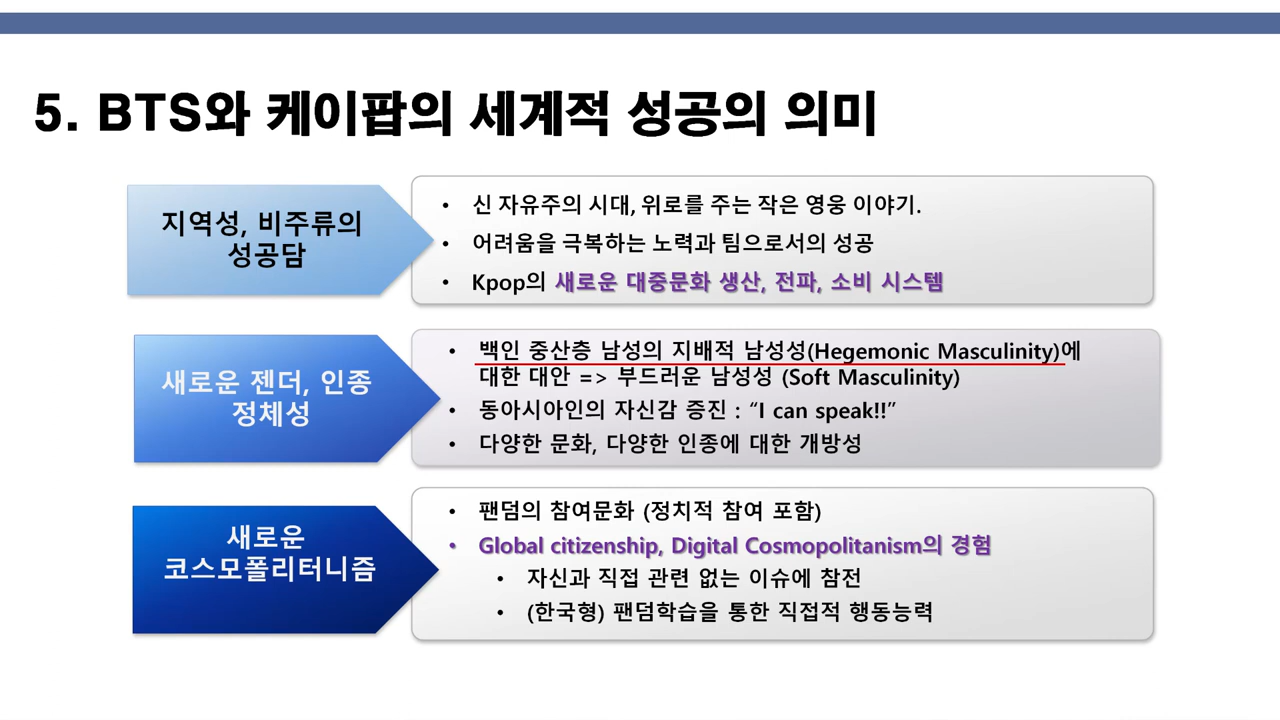 5. BTS와 케이팝의 세계적 성공의 의미
지역성, 비주류의
성공담
• 신 자유주의 시대, 위로를 주는 작은 영웅 이야기.
• 어려움을 극복하는 노력과 팀으로서의 성공
• Kpop의 새로운 대중문화 생산, 전파, 소비 시스템
새로운 젠더, 인종
정체성
• 백인 중산층 남성의 지배적 남성성(Hegemonic Masculinity)에
대한 대안 => 부드러운 남성성 (Soft Masculinity)
• 동아시아인의 자신감 증진 : “I can speak!!”
• 다양한 문화, 다양한 인종에 대한 개방성
새로운
코스모폴리터니즘
• 팬덤의 참여문화 (정치적 참여 포함)
• Global citizenship, Digital Cosmopolitanism의 경험
• 자신과 직접 관련 없는 이슈에 참전
• (한국형) 팬덤학습을 통한 직접적 행동능력